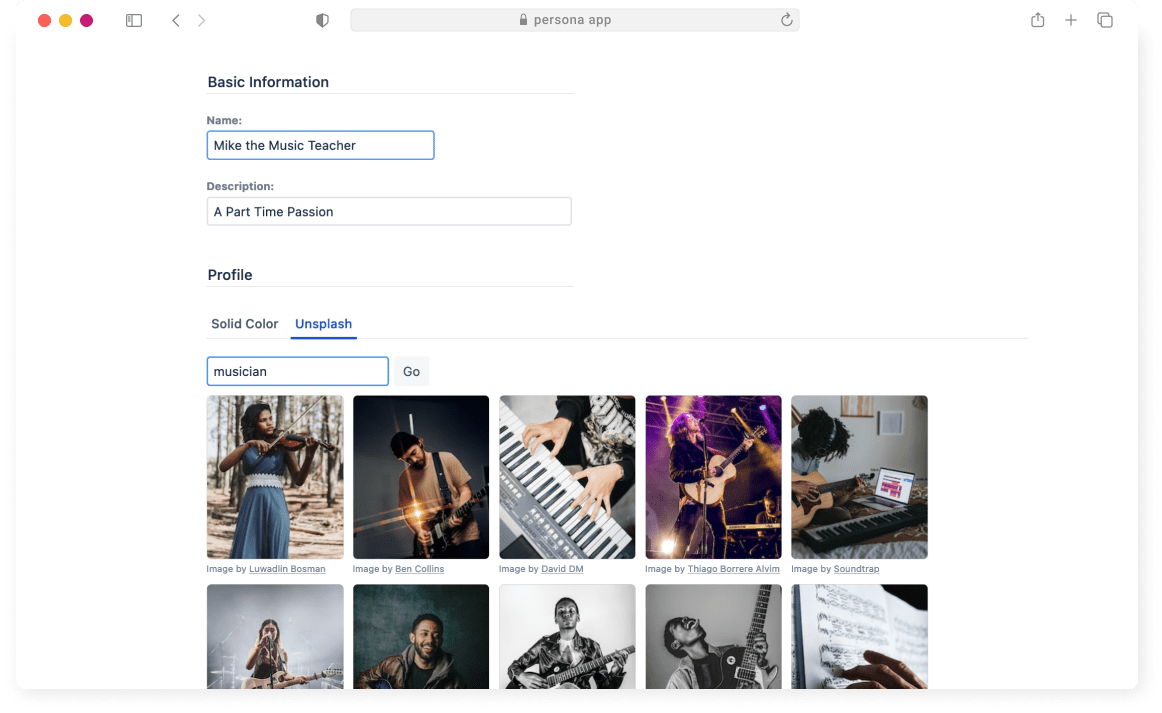 persona app
Basic Information
Name:
Mike the Music Teacher
Description:
A Part Time Passion
Profile
Solid Color Unsplash
musician Go
Image by Luwadlin Bosman Image by Ben Collins Image by David DM Image by Thiago Borrere Alvim Image by Soundtrap